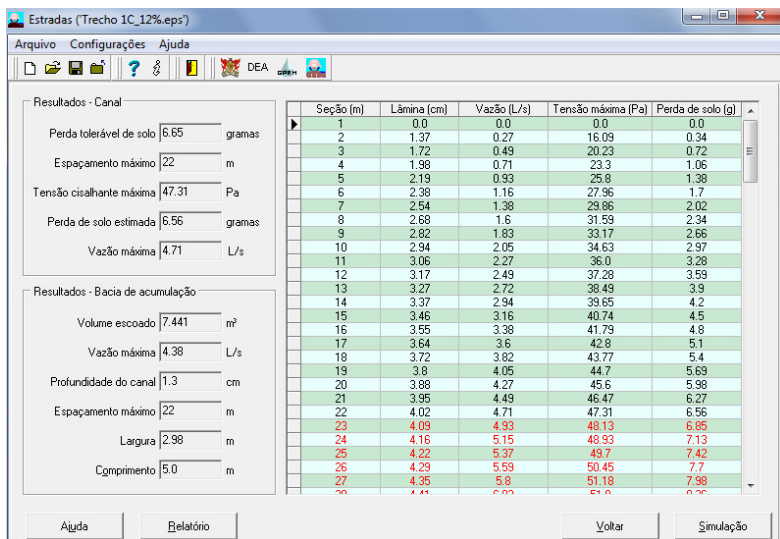 Estradas ('Trecho 1C_12%.eps')
Arquivo Configurações Ajuda
DEA
Resultados - Canal
Perda tolerável de solo 6.65 gramas
Espaçamento máximo 22 m
Tensão cisalhante máxima 47.31 Pa
Perda de solo estimada 6.56 gramas
Vazão máxima 4.71 L/s
Resultados - Bacia de acumulação
Volume escoado 7.441 m³
Vazão máxima 4.38 L/s
Profundidade do canal 1.3 cm
Espaçamento máximo 22 m
Largura 2.98 m
Comprimento 5.0 m
Seção (m) Lâmina (cm) Vazão (L/s) Tensão máxima (Pa) Perda de solo (g)
1 0.0 0.0 0.0 0.0
2 1.37 0.27 16.09 0.34
3 1.72 0.49 20.23 0.72
4 1.98 0.71 23.3 1.06
5 2.19 0.93 25.8 1.38
6 2.38 1.16 27.96 1.7
7 2.54 1.38 29.86 2.02
8 2.68 1.6 31.59 2.34
9 2.82 1.83 33.17 2.66
10 2.94 2.05 34.63 2.97
11 3.06 2.27 36.0 3.28
12 3.17 2.49 37.28 3.59
13 3.27 2.72 38.49 3.9
14 3.37 2.94 39.65 4.2
15 3.46 3.16 40.74 4.5
16 3.55 3.38 41.79 4.8
17 3.64 3.6 42.8 5.1
18 3.72 3.82 43.77 5.4
19 3.8 4.05 44.7 5.69
20 3.88 4.27 45.6 5.98
21 3.95 4.49 46.47 6.27
22 4.02 4.71 47.31 6.56
23 4.09 4.93 48.13 6.85
24 4.16 5.15 48.93 7.13
25 4.22 5.37 49.7 7.42
26 4.29 5.59 50.45 7.7
27 4.35 5.8 51.18 7.98
Ajuda Relatório Voltar Simulação